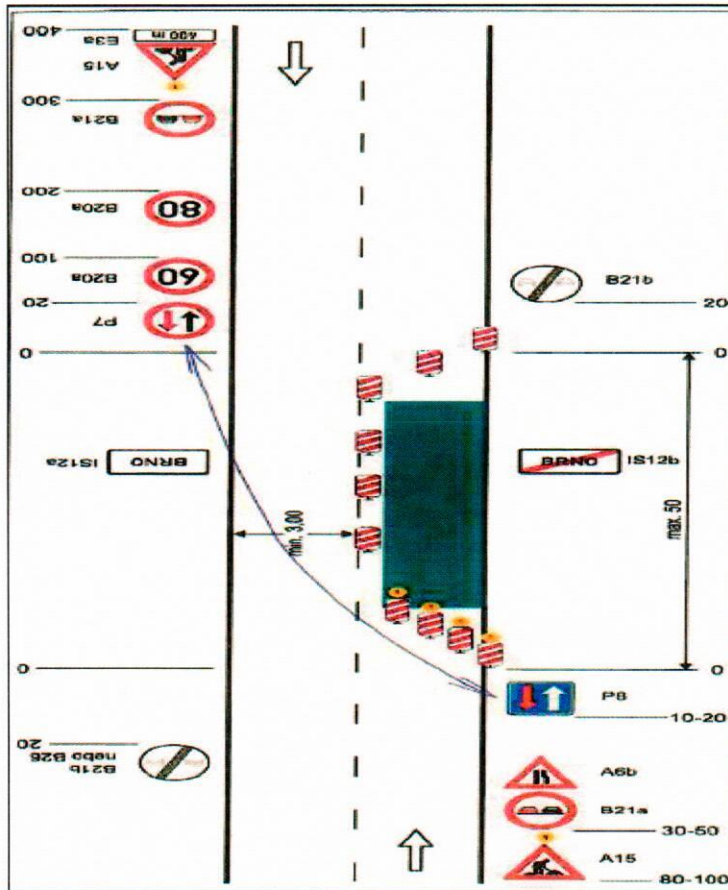 400
E3a
400 m
A15
300
B21a
200
B20a
80
100
B20a
60
20
P7
0
IS12a
BRNO
0
20
B21b
nebo B26
min. 3,00
B21b
20
0
BRNO
IS12b
max. 50
0
P8
10-20
A6b
B21a
30-50
A15
80-100